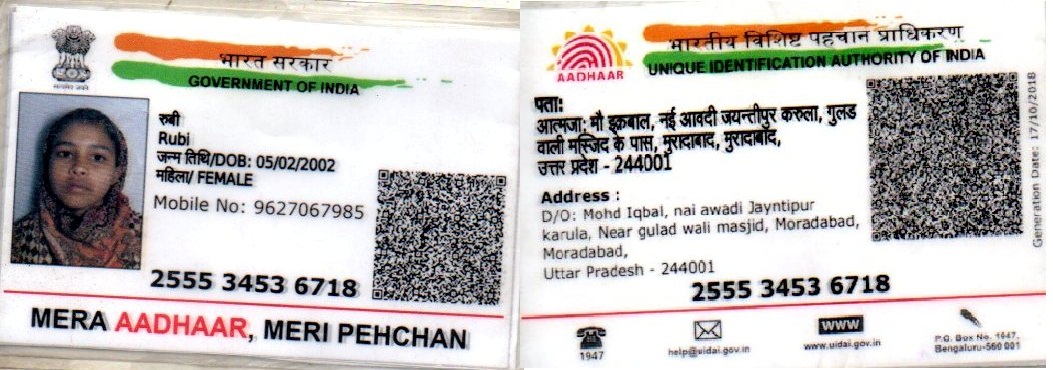 भारत सरकार
GOVERNMENT OF INDIA
रुबी
Rubi
जन्म तिथि/DOB: 05/02/2002
महिला/ FEMALE
Mobile No: 9627067985
2555 3453 6718
MERA AADHAAR, MERI PEHCHAN
भारतीय विशिष्ट पहचान प्राधिकरण
UNIQUE IDENTIFICATION AUTHORITY OF INDIA
AADHAAR
पता:
आत्मजा: मौ इकबाल, नई आवदी जयन्तीपुर करुला, गुलड
वाली मस्जिद के पास, मुरादाबाद, मुरादाबाद,
उत्तर प्रदेश - 244001
Address :
D/O: Mohd Iqbal, nai awadi Jayntipur
karula, Near gulad wali masjid, Moradabad,
Moradabad,
Uttar Pradesh - 244001
Generation Date: 17/10/2018
2555 3453 6718
1947
help@uidai.gov.in
WWW
www.uidai.gov.in
P.O. Box No. 1947,
Bengaluru-560 001